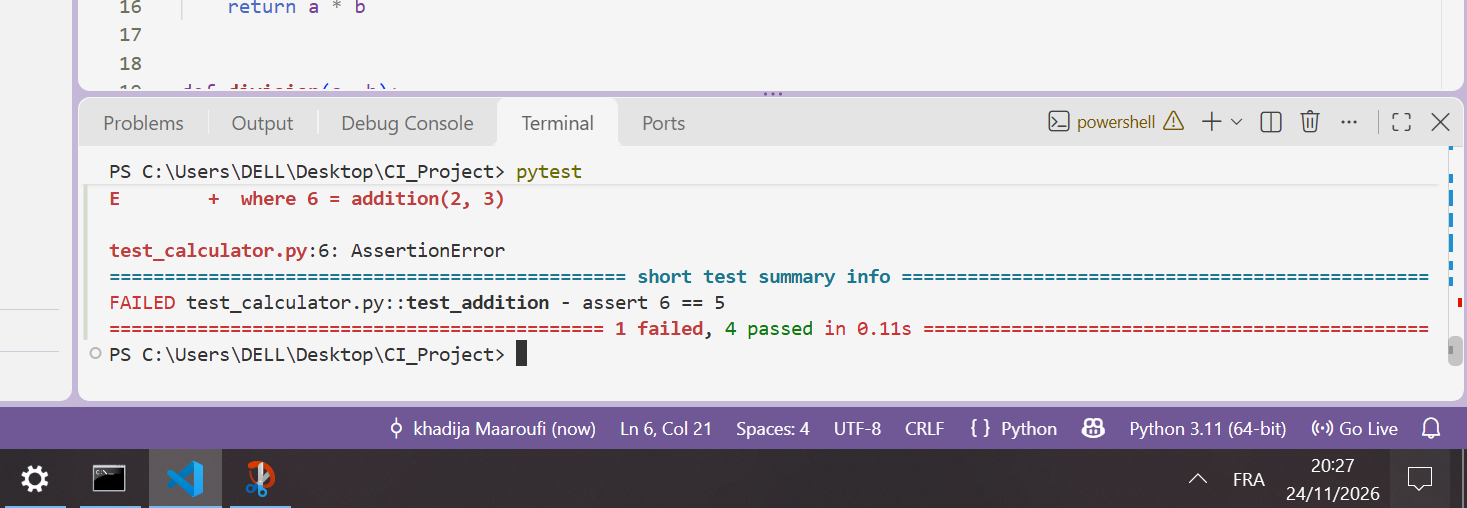 16 return a * b
17
18
Problems Output Debug Console Terminal Ports powershell
PS C:\Users\DELL\Desktop\CI_Project> pytest
E + where 6 = addition(2, 3)
test_calculator.py:6: AssertionError
=============================================== short test summary info ================================================
FAILED test_calculator.py::test_addition - assert 6 == 5
============================================= 1 failed, 4 passed in 0.11s ==============================================
PS C:\Users\DELL\Desktop\CI_Project>
khadija Maaroufi (now) Ln 6, Col 21 Spaces: 4 UTF-8 CRLF { } Python Python 3.11 (64-bit) Go Live
FRA
20:27
24/11/2026